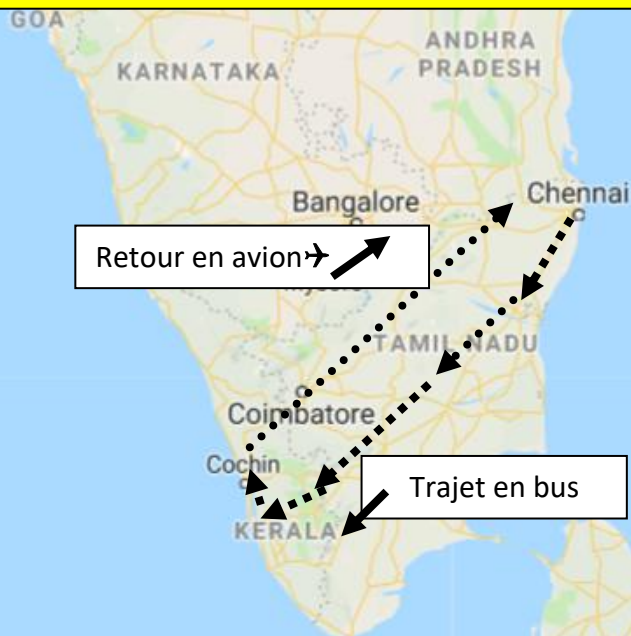 GOA
ANDHRA
PRADESH
KARNATAKA
Chennai
Bangalore
Retour en avion✈
TAMIL NADU
Coimbatore
Cochin
Trajet en bus
KERALA